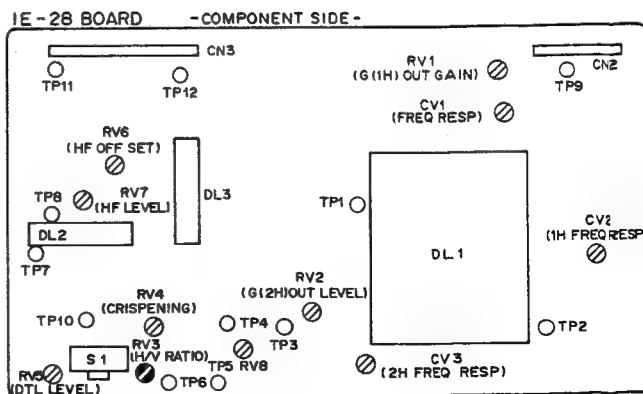 IE-28 BOARD -COMPONENT SIDE-
CN3
TP11
TP12
RV1
(G(1H) OUT GAIN)
CN2
TP9
CV1
(FREQ RESP)
RV6
(HF OFF SET)
DL3
TP8
RV7
(HF LEVEL)
DL2
TP7
TP1
DL1
CV2
(1H FREQ RESP)
RV2
(G(2H)OUT LEVEL)
RV4
(CRISPENING)
TP10
TP4
TP3
TP2
RV3
(H/V RATIO)
S1
RV5
(DTL LEVEL)
TP6
TP5
RV8
CV3
(2H FREQ RESP)